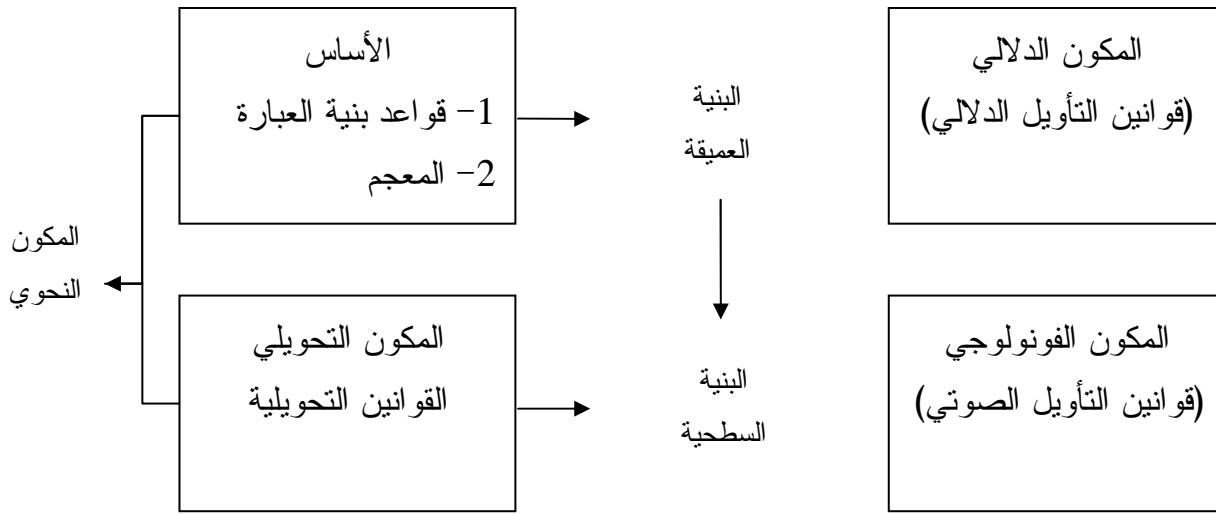 الأساس
1- قواعد بنية العبارة
2- المعجم
البنية
العميقة
المكون الدلالي
(قوانين التأويل الدلالي)
المكون
النحوي
المكون التحويلي
القوانين التحويلية
البنية
السطحية
المكون الفونولوجي
(قوانين التأويل الصوتي)